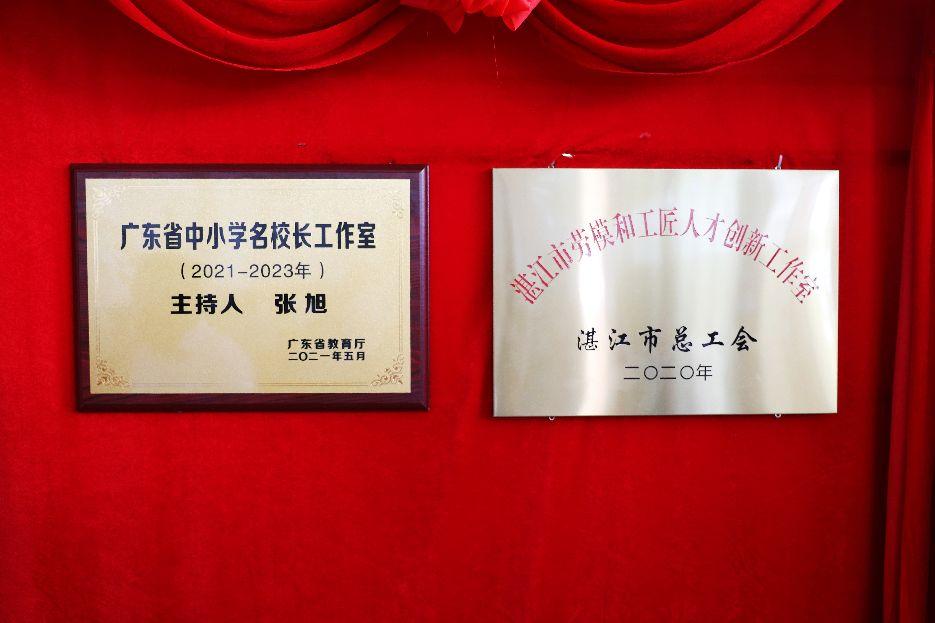 广东省中小学名校长工作室
（2021-2023年）
主持人 张旭
广东省教育厅
二〇二一年五月
湛江市劳模和工匠人才创新工作室
湛江市总工会
二〇二〇年